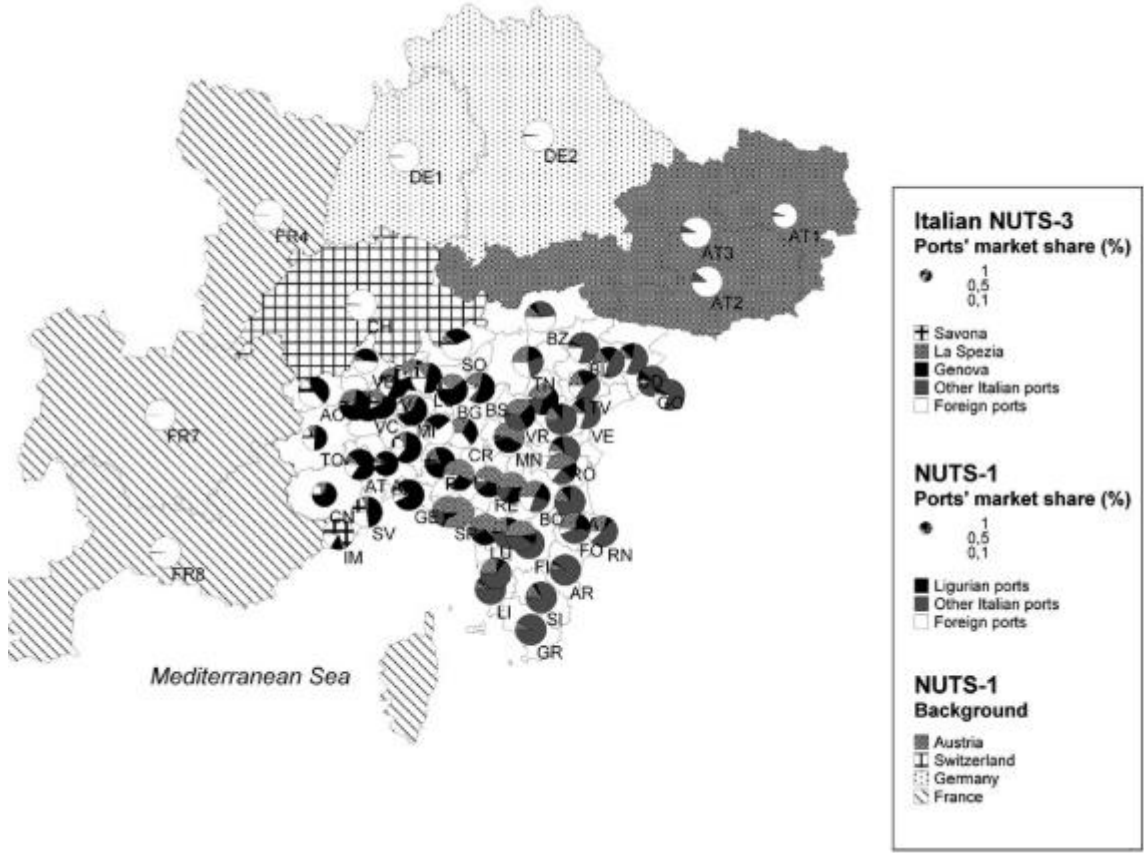 DE2
DE1
FR4
AT1
AT3
AT2
CH
BZ
SO
TN
AO
BG
BS
TV
GO
FR7
VC
MI
VR
VE
CR
MN
TO
RO
AT
RE
CN
SV
GE
BO
IM
FO
RN
LU
FI
FR8
AR
LI
SI
GR
Mediterranean Sea
Italian NUTS-3
Ports' market share (%)
1
0,5
0,1
Savona
La Spezia
Genova
Other Italian ports
Foreign ports
NUTS-1
Ports' market share (%)
1
0,5
0,1
Ligurian ports
Other Italian ports
Foreign ports
NUTS-1
Background
Austria
Switzerland
Germany
France